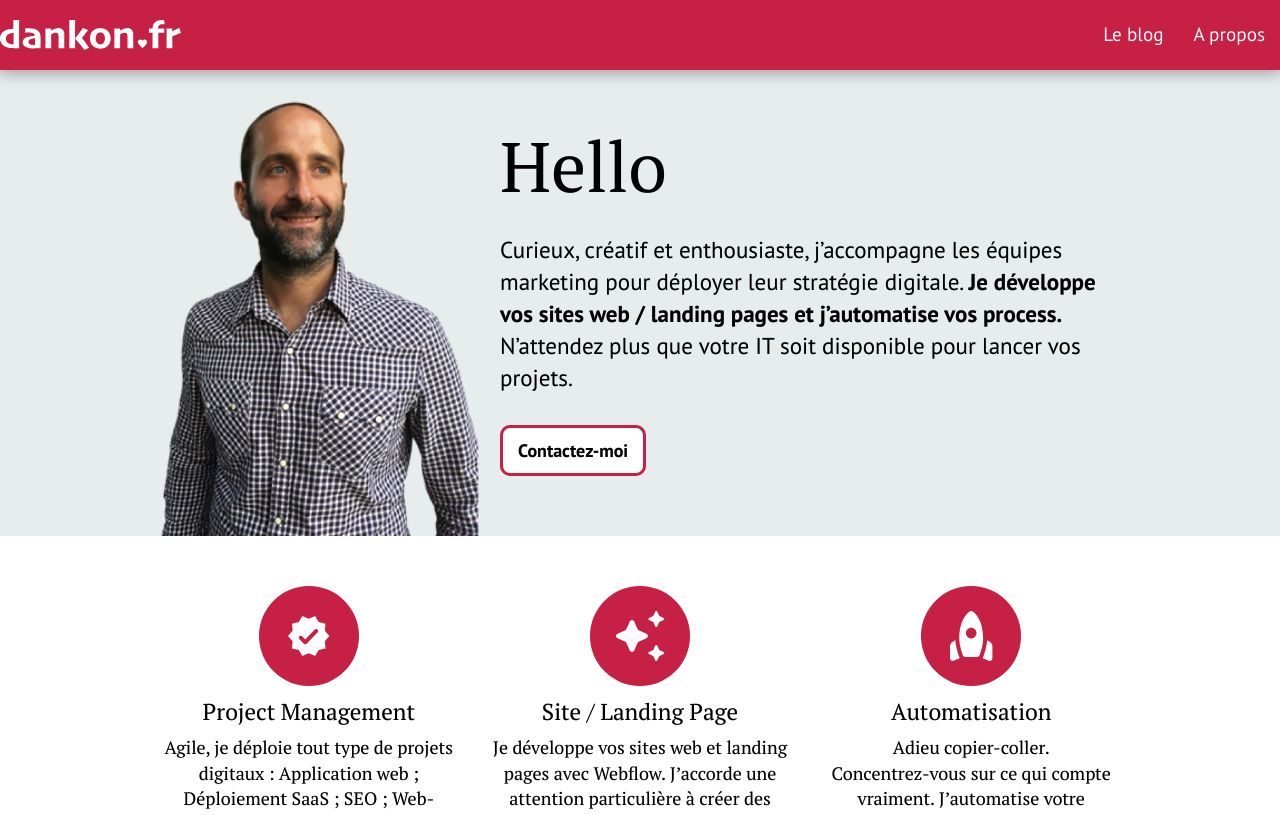 dankon.fr
Le blog
A propos
Hello
Curieux, créatif et enthousiaste, j’accompagne les équipes
marketing pour déployer leur stratégie digitale. Je développe
vos sites web / landing pages et j’automatise vos process.
N’attendez plus que votre IT soit disponible pour lancer vos
projets.
Contactez-moi
Project Management
Agile, je déploie tout type de projets
digitaux : Application web ;
Déploiement SaaS ; SEO ; Web-
Site / Landing Page
Je développe vos sites web et landing
pages avec Webflow. J’accorde une
attention particulière à créer des
Automatisation
Adieu copier-coller.
Concentrez-vous sur ce qui compte
vraiment. J’automatise votre